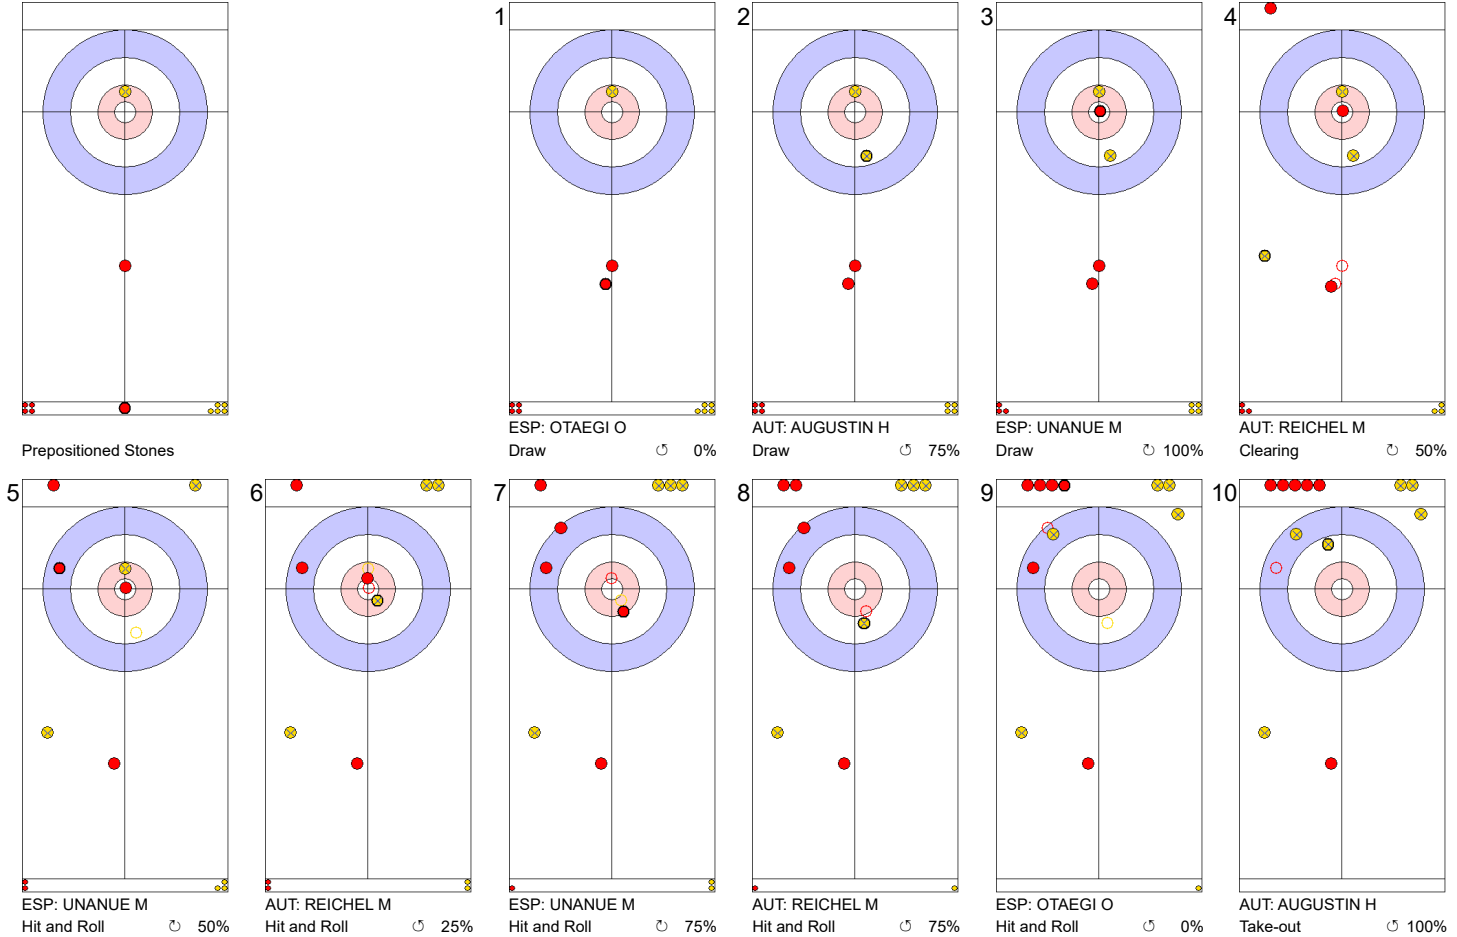 1
2
3
4
ESP: OTAEGI O
AUT: AUGUSTIN H
ESP: UNANUE M
AUT: REICHEL M
Prepositioned Stones
Draw 0%
Draw 75%
Draw 100%
Clearing 50%
5
6
7
8
9
10
ESP: UNANUE M
AUT: REICHEL M
ESP: UNANUE M
AUT: REICHEL M
ESP: OTAEGI O
AUT: AUGUSTIN H
Hit and Roll 50%
Hit and Roll 25%
Hit and Roll 75%
Hit and Roll 75%
Hit and Roll 0%
Take-out 100%